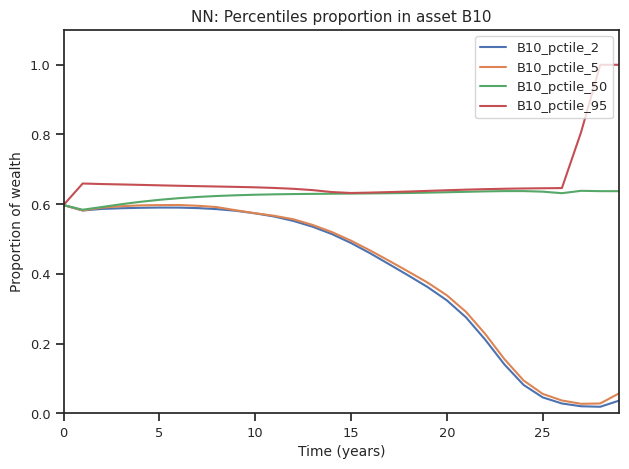 NN: Percentiles proportion in asset B10
B10_pctile_2
B10_pctile_5
B10_pctile_50
B10_pctile_95
Proportion of wealth
1.0
0.8
0.6
0.4
0.2
0.0
0 5 10 15 20 25
Time (years)